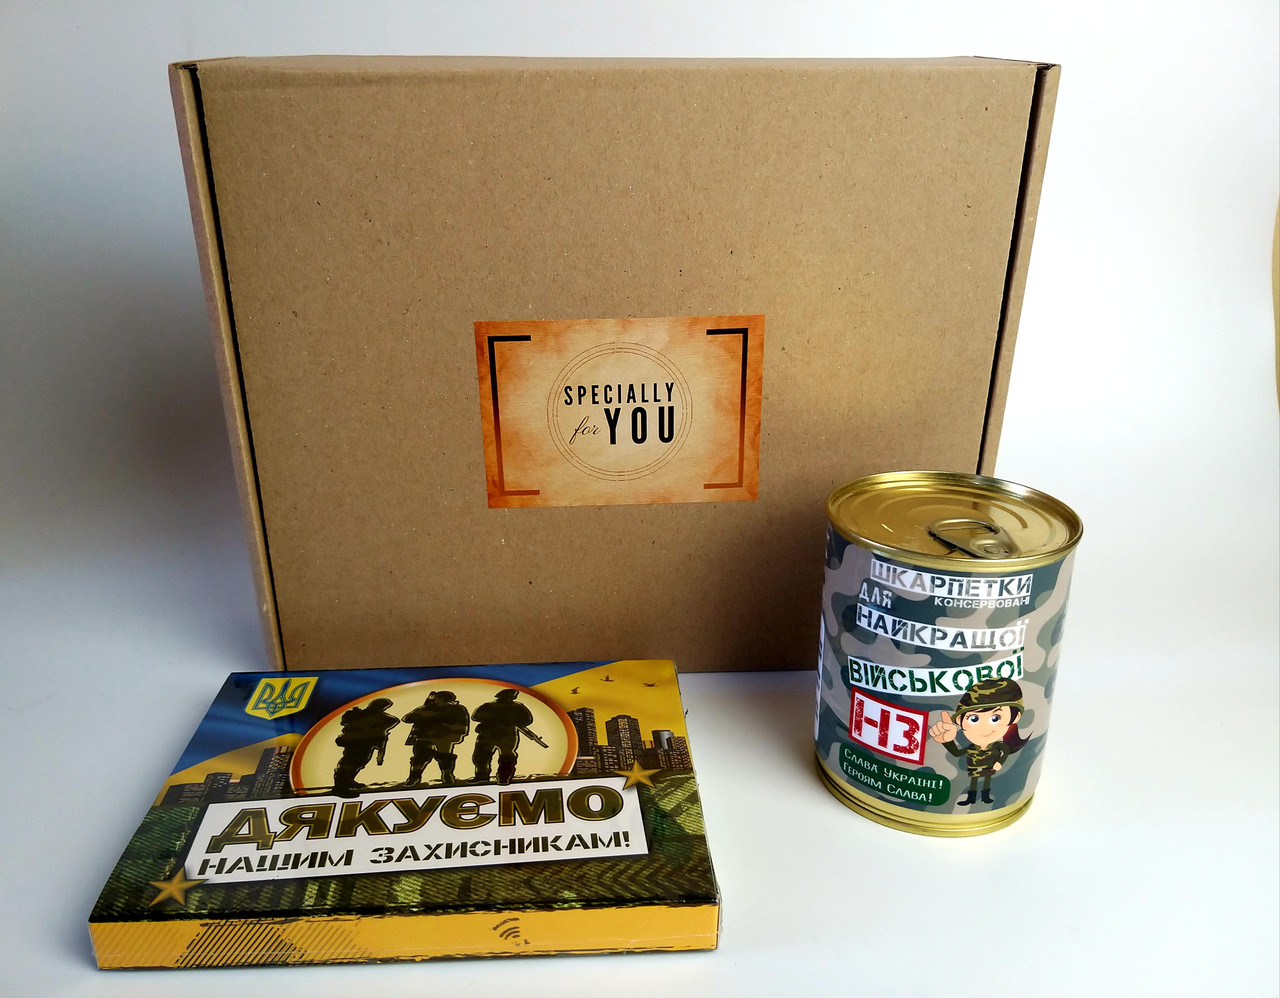 SPECIALLY
for YOU
ШКАРПЕТКИ
КОНСЕРВОВАНІ
ДЛЯ
НАЙКРАЩОЇ
ВІЙСЬКОВОЇ
НЗ
СЛАВА УКРАЇНІ!
ГЕРОЯМ СЛАВА!
ДЯКУЄМО
НАШИМ ЗАХИСНИКАМ!